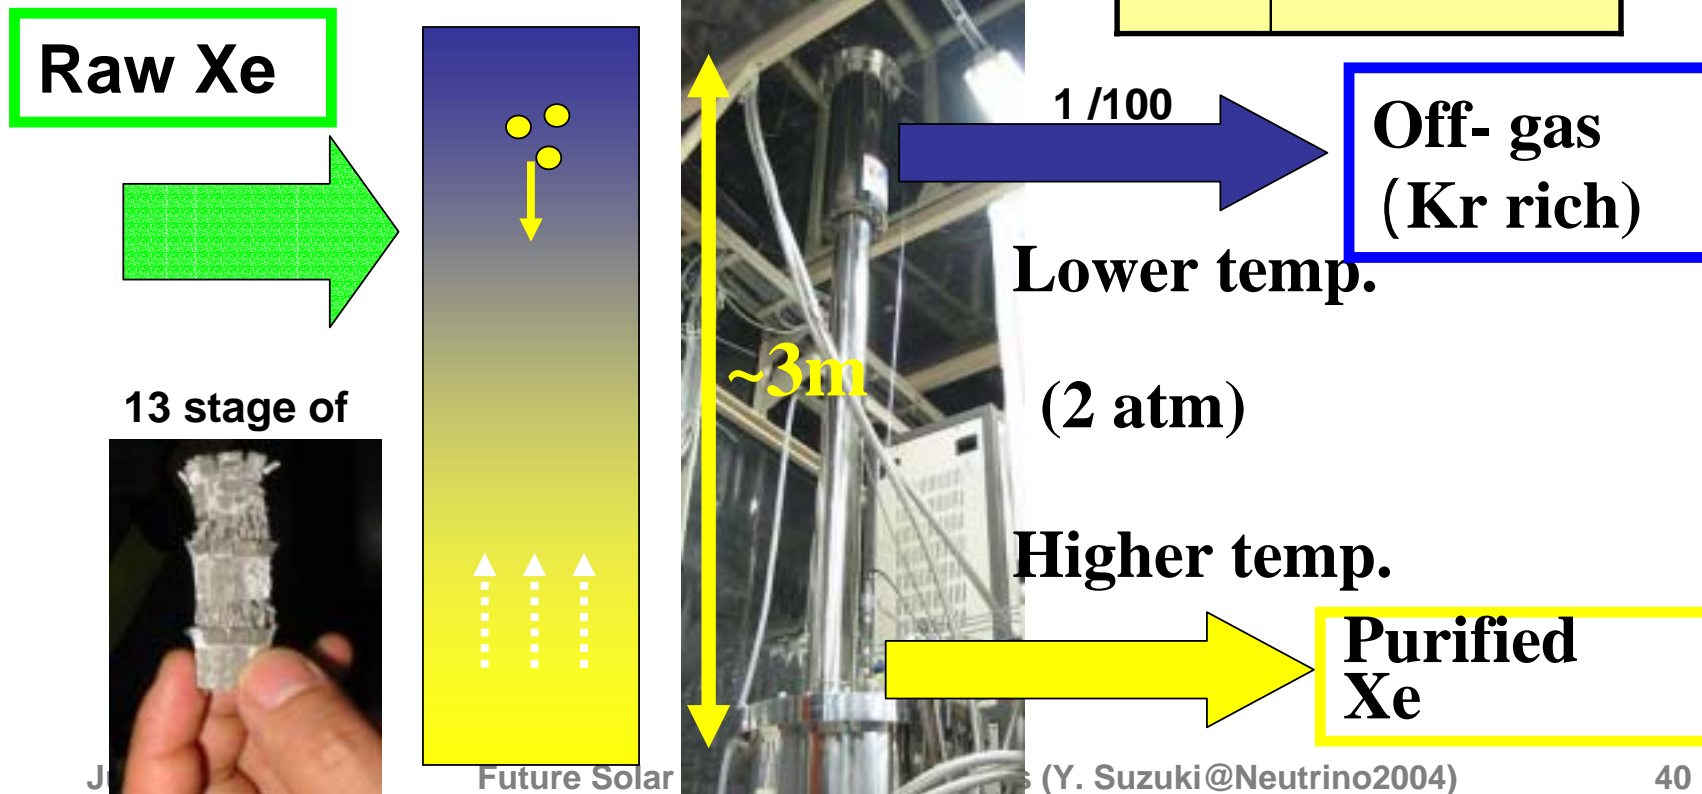 Raw Xe
1 /100
Off- gas
(Kr rich)
Lower temp.
~3m
13 stage of
(2 atm)
Higher temp.
Purified
Xe
Future Solar (Y. Suzuki@Neutrino2004) 40